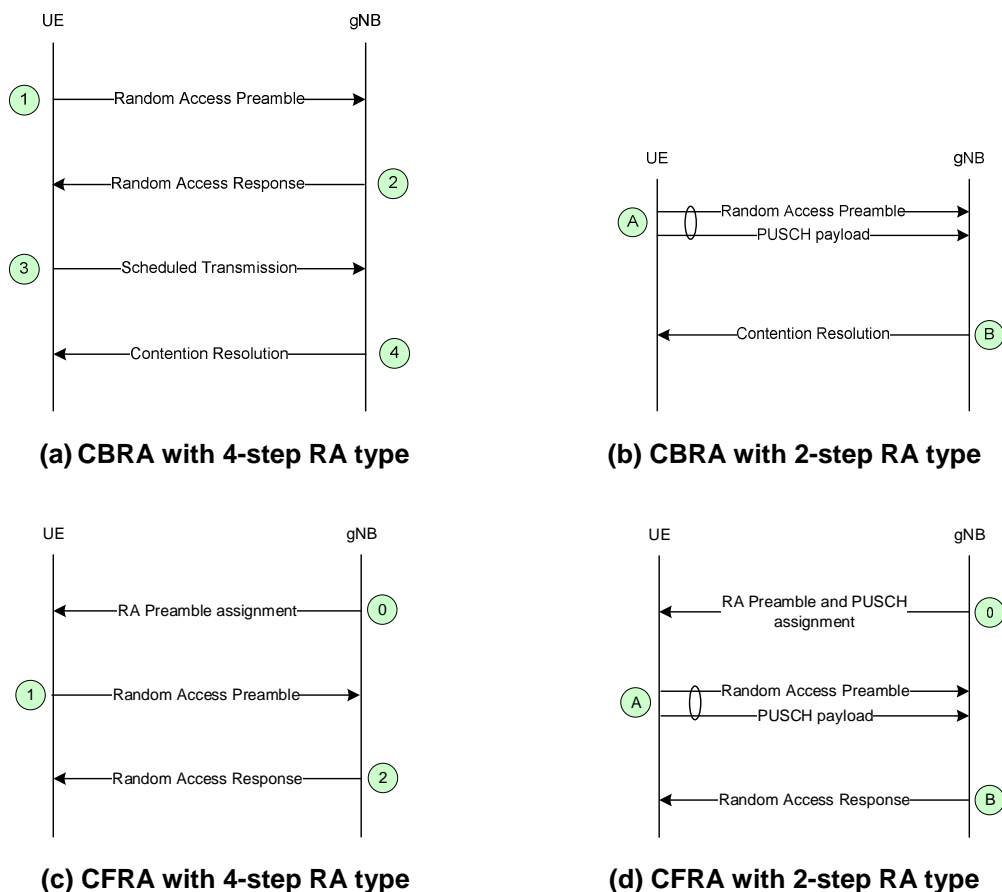 UE
gNB
1
Random Access Preamble
Random Access Response
2
3
Scheduled Transmission
Contention Resolution
4
(a) CBRA with 4-step RA type
UE
gNB
A
Random Access Preamble
PUSCH payload
Contention Resolution
B
(b) CBRA with 2-step RA type
UE
gNB
RA Preamble assignment
0
1
Random Access Preamble
Random Access Response
2
(c) CFRA with 4-step RA type
UE
gNB
RA Preamble and PUSCH
assignment
0
A
Random Access Preamble
PUSCH payload
Random Access Response
B
(d) CFRA with 2-step RA type